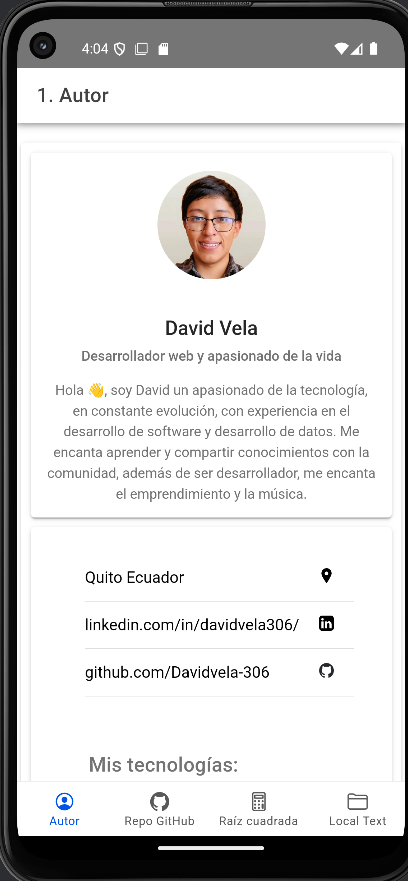 4:04
1. Autor
David Vela
Desarrollador web y apasionado de la vida
Hola 👋, soy David un apasionado de la tecnología,
en constante evolución, con experiencia en el
desarrollo de software y desarrollo de datos. Me
encanta aprender y compartir conocimientos con la
comunidad, además de ser desarrollador, me encanta
el emprendimiento y la música.
Quito Ecuador
linkedin.com/in/davidvela306/
github.com/Davidvela-306
Mis tecnologías:
Autor
Repo GitHub
Raíz cuadrada
Local Text